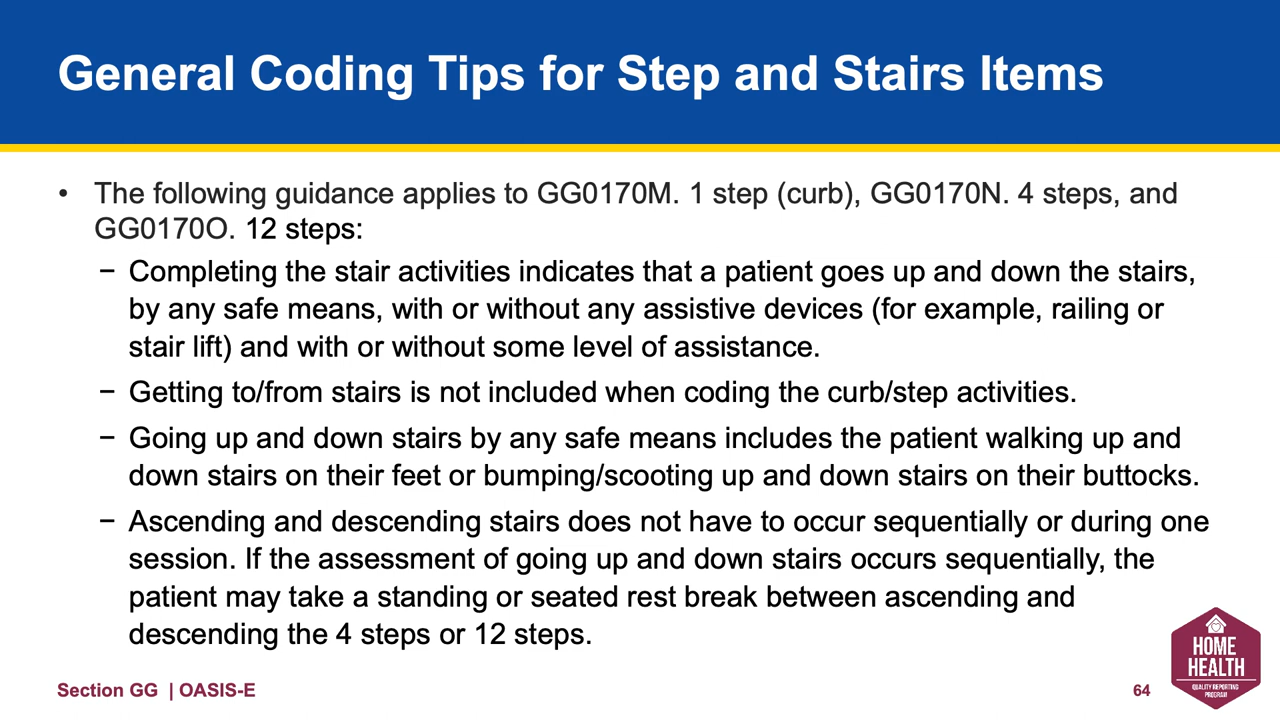 General Coding Tips for Step and Stairs Items
• The following guidance applies to GG0170M. 1 step (curb), GG0170N. 4 steps, and
GG0170O. 12 steps:
− Completing the stair activities indicates that a patient goes up and down the stairs,
by any safe means, with or without any assistive devices (for example, railing or
stair lift) and with or without some level of assistance.
− Getting to/from stairs is not included when coding the curb/step activities.
− Going up and down stairs by any safe means includes the patient walking up and
down stairs on their feet or bumping/scooting up and down stairs on their buttocks.
− Ascending and descending stairs does not have to occur sequentially or during one
session. If the assessment of going up and down stairs occurs sequentially, the
patient may take a standing or seated rest break between ascending and
descending the 4 steps or 12 steps.
Section GG | OASIS-E
64
HOME
HEALTH
QUALITY REPORTING
PROGRAM